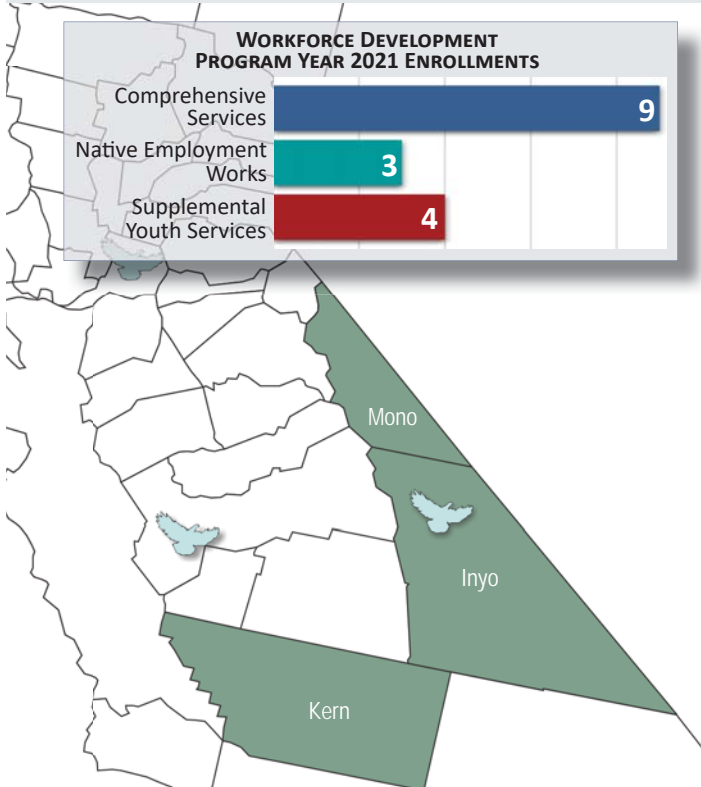 WORKFORCE DEVELOPMENT
PROGRAM YEAR 2021 ENROLLMENTS
Comprehensive
Services
9
Native Employment
Works
3
Supplemental
Youth Services
4
Mono
Inyo
Kern